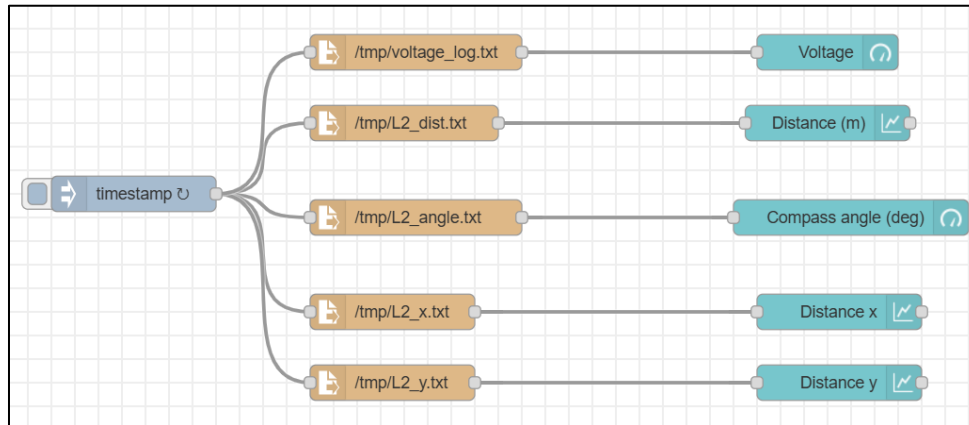 /tmp/voltage_log.txt
Voltage
/tmp/L2_dist.txt
Distance (m)
timestamp ↻
/tmp/L2_angle.txt
Compass angle (deg)
/tmp/L2_x.txt
Distance x
/tmp/L2_y.txt
Distance y